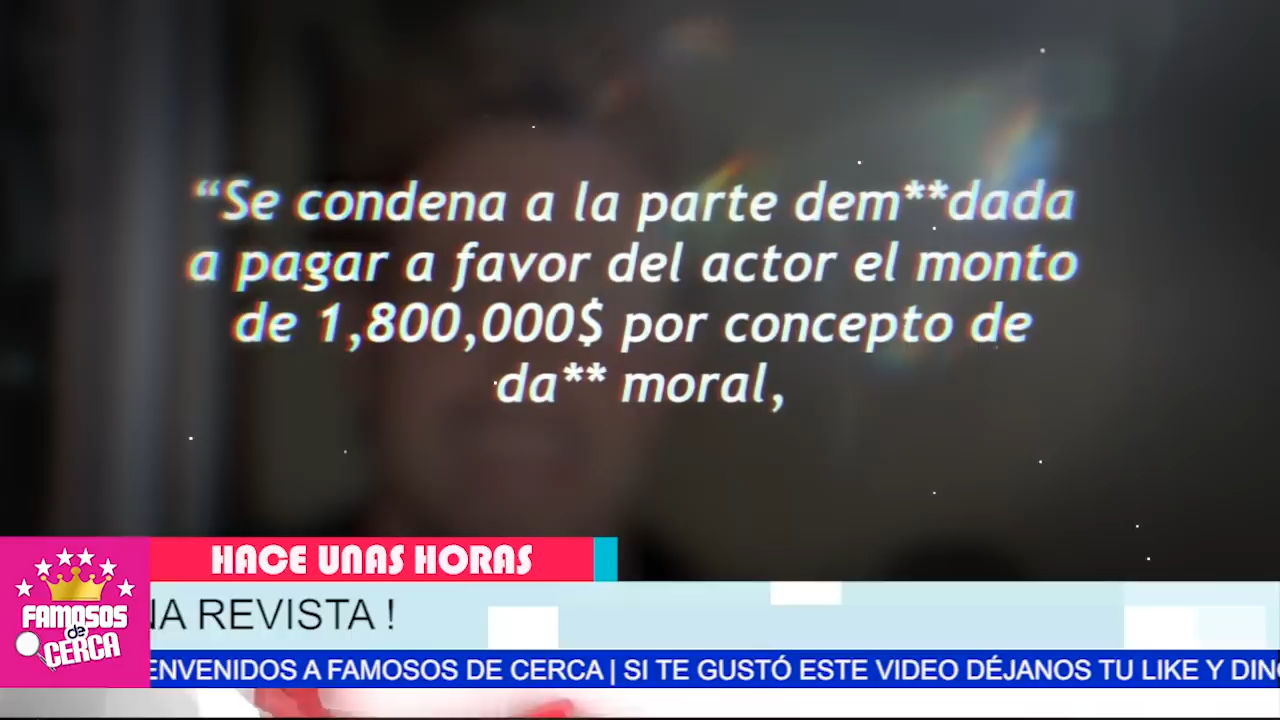 “Se condena a la parte dem**dada
a pagar a favor del actor el monto
de 1,800,000$ por concepto de
da** moral,
HACE UNAS HORAS
NA REVISTA !
FAMOSOS
de
CERCA
ENVENIDOS A FAMOSOS DE CERCA | SI TE GUSTÓ ESTE VIDEO DÉJANOS TU LIKE Y DINO